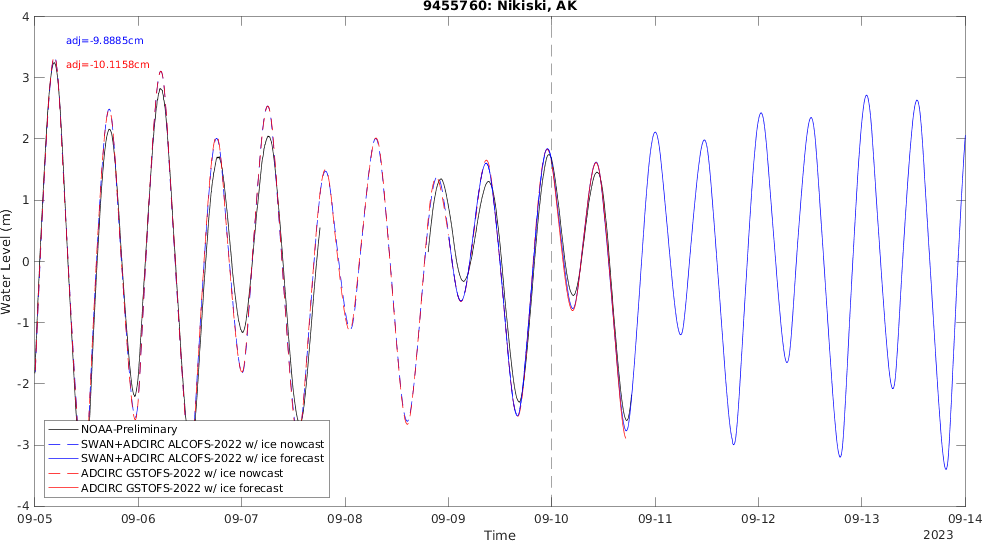 9455760: Nikiski, AK
adj=-9.8885cm
adj=-10.1158cm
Water Level (m)
4
3
2
1
0
-1
-2
-3
-4
NOAA-Preliminary
SWAN+ADCIRC ALCOFS-2022 w/ ice nowcast
SWAN+ADCIRC ALCOFS-2022 w/ ice forecast
ADCIRC GSTOFS-2022 w/ ice nowcast
ADCIRC GSTOFS-2022 w/ ice forecast
09-05 09-06 09-07 09-08 09-09 09-10 09-11 09-12 09-13 09-14
Time
2023